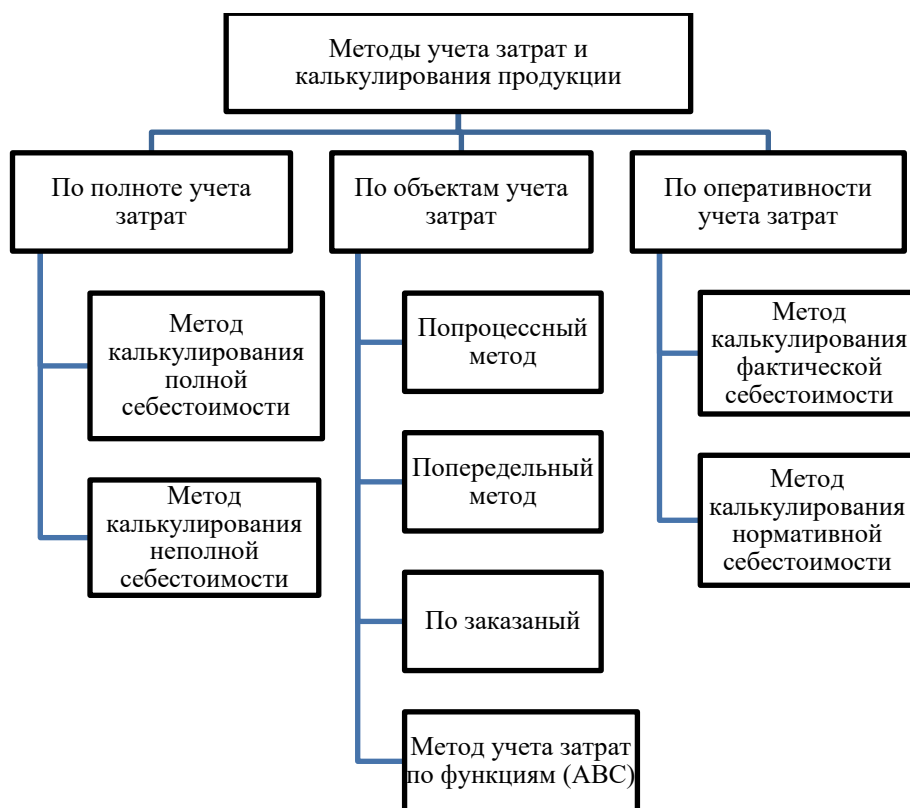 Методы учета затрат и
калькулирования продукции
По полноте учета
затрат
По объектам учета
затрат
По оперативности
учета затрат
Метод
калькулирования
полной
себестоимости
Метод
калькулирования
неполной
себестоимости
Попроцессный
метод
Попередельный
метод
По заказаный
Метод учета затрат
по функциям (АВС)
Метод
калькулирования
фактической
себестоимости
Метод
калькулирования
нормативной
себестоимости